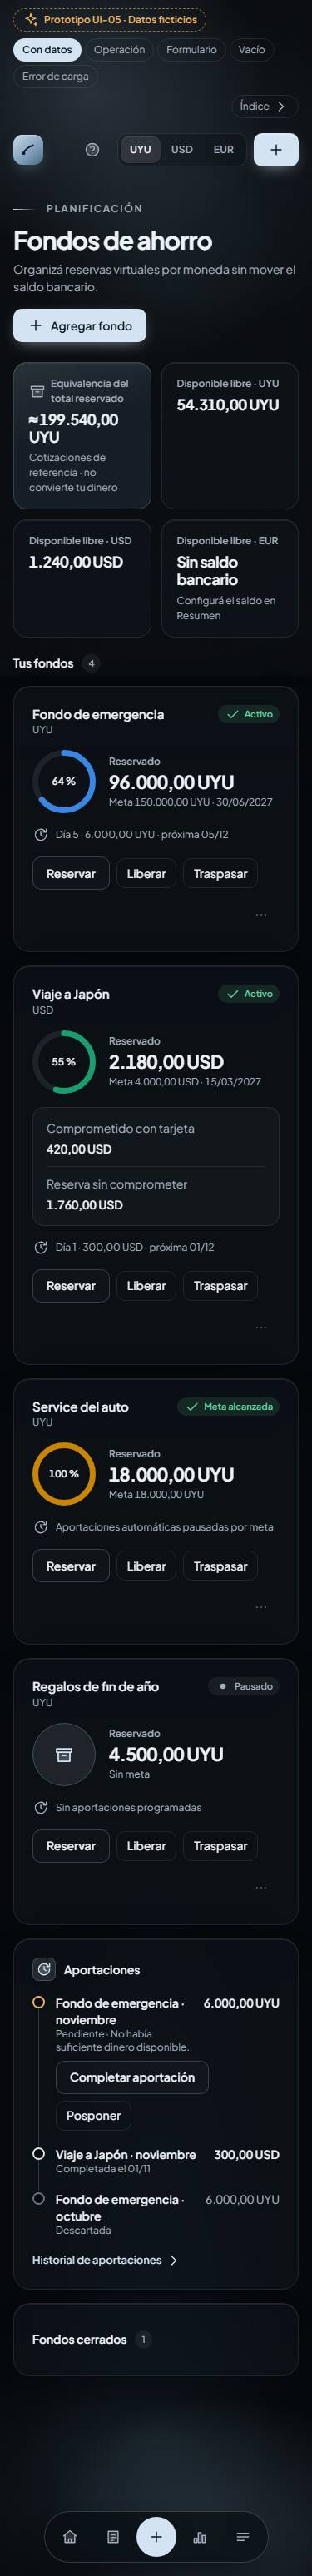 Prototipo UI-05 · Datos ficticios
Con datos
Operación
Formulario
Vacío
Error de carga
Índice
UYU
USD
EUR
PLANIFICACIÓN
Fondos de ahorro
Organizá reservas virtuales por moneda sin mover el
saldo bancario.
Agregar fondo
Equivalencia del
total reservado
≈199.540,00
UYU
Cotizaciones de
referencia · no
convierte tu dinero
Disponible libre · UYU
54.310,00 UYU
Disponible libre · USD
1.240,00 USD
Disponible libre · EUR
Sin saldo
bancario
Configurá el saldo en
Resumen
Tus fondos 4
Fondo de emergencia
Activo
UYU
64 %
Reservado
96.000,00 UYU
Meta 150.000,00 UYU · 30/06/2027
Día 5 · 6.000,00 UYU · próxima 05/12
Reservar
Liberar
Traspasar
...
Viaje a Japón
Activo
USD
55 %
Reservado
2.180,00 USD
Meta 4.000,00 USD · 15/03/2027
Comprometido con tarjeta
420,00 USD
Reserva sin comprometer
1.760,00 USD
Día 1 · 300,00 USD · próxima 01/12
Reservar
Liberar
Traspasar
...
Service del auto
Meta alcanzada
UYU
100 %
Reservado
18.000,00 UYU
Meta 18.000,00 UYU
Aportaciones automáticas pausadas por meta
Reservar
Liberar
Traspasar
...
Regalos de fin de año
Pausado
UYU
Reservado
4.500,00 UYU
Sin meta
Sin aportaciones programadas
Reservar
Liberar
Traspasar
...
Aportaciones
Fondo de emergencia ·
noviembre
6.000,00 UYU
Pendiente · No había
suficiente dinero disponible.
Completar aportación
Posponer
Viaje a Japón · noviembre
300,00 USD
Completada el 01/11
Fondo de emergencia ·
octubre
6.000,00 UYU
Descartada
Historial de aportaciones
Fondos cerrados 1